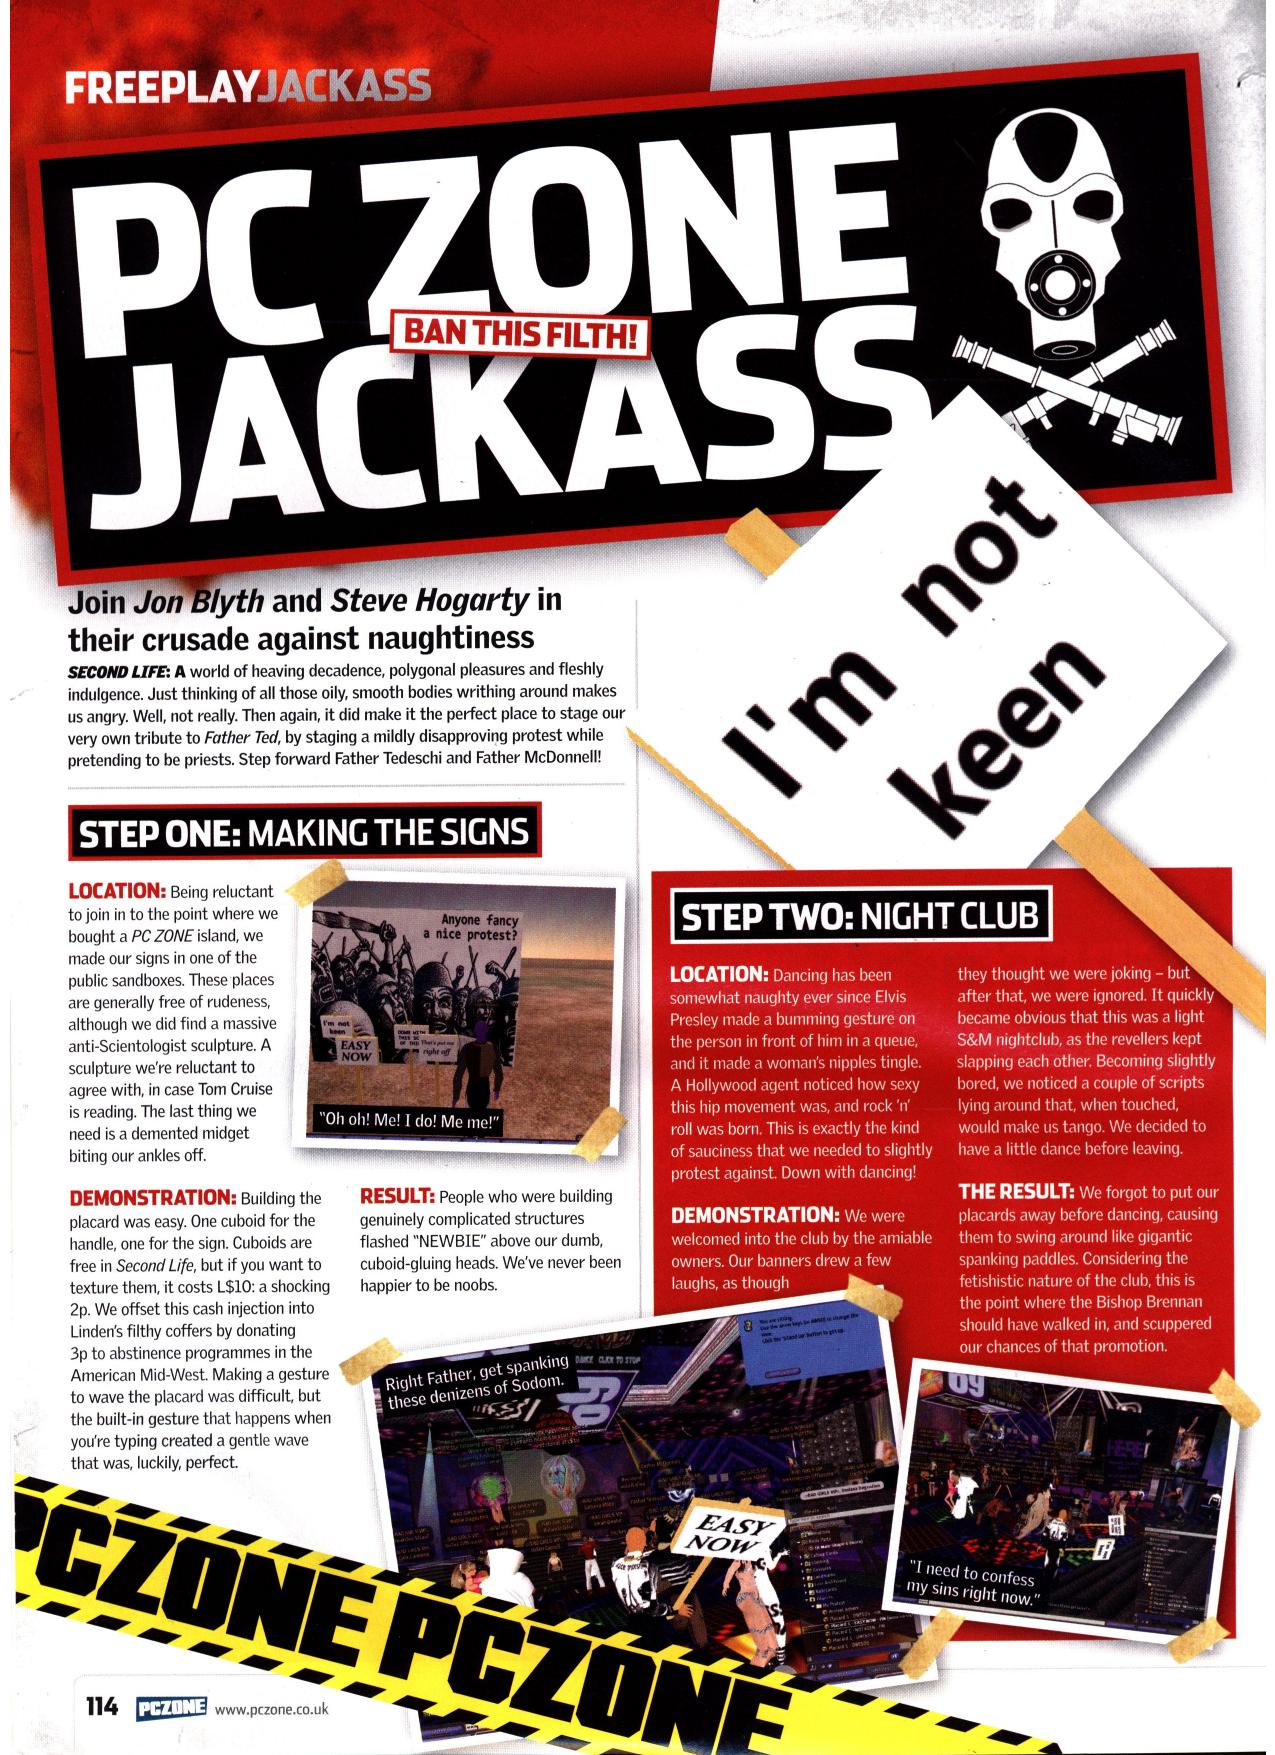 FREEPLAYJACKASS
PC ZONE
BAN THIS FILTH!
JACKASS
I'm not
keen
Join Jon Blyth and Steve Hogarty in
their crusade against naughtiness
SECOND LIFE: A world of heaving decadence, polygonal pleasures and fleshly
indulgence. Just thinking of all those oily, smooth bodies writhing around makes
us angry. Well, not really. Then again, it did make it the perfect place to stage our
very own tribute to Father Ted, by staging a mildly disapproving protest while
pretending to be priests. Step forward Father Tedeschi and Father McDonnell!
STEP ONE: MAKING THE SIGNS
LOCATION: Being reluctant
to join in to the point where we
bought a PC ZONE island, we
made our signs in one of the
public sandboxes. These places
are generally free of rudeness,
although we did find a massive
anti-Scientologist sculpture. A
sculpture we're reluctant to
agree with, in case Tom Cruise
is reading. The last thing we
need is a demented midget
biting our ankles off.
Anyone fancy
a nice protest?
I'm not
keen
EASY
NOW
DOWN WITH
THIS SORT
OF THING
That's put me
right off
"Oh oh! Me! I do! Me me!"
DEMONSTRATION: Building the
placard was easy. One cuboid for the
handle, one for the sign. Cuboids are
free in Second Life, but if you want to
texture them, it costs L$10: a shocking
2p. We offset this cash injection into
Linden's filthy coffers by donating
3p to abstinence programmes in the
American Mid-West. Making a gesture
to wave the placard was difficult, but
the built-in gesture that happens when
you're typing created a gentle wave
that was, luckily, perfect.
RESULT: People who were building
genuinely complicated structures
flashed "NEWBIE" above our dumb,
cuboid-gluing heads. We've never been
happier to be noobs.
STEP TWO: NIGHT CLUB
LOCATION: Dancing has been
somewhat naughty ever since Elvis
Presley made a bumming gesture on
the person in front of him in a queue,
and it made a woman's nipples tingle.
A Hollywood agent noticed how sexy
this hip movement was, and rock 'n'
roll was born. This is exactly the kind
of sauciness that we needed to slightly
protest against. Down with dancing!
DEMONSTRATION: We were
welcomed into the club by the amiable
owners. Our banners drew a few
laughs, as though
they thought we were joking – but
after that, we were ignored. It quickly
became obvious that this was a light
S&M nightclub, as the revellers kept
slapping each other. Becoming slightly
bored, we noticed a couple of scripts
lying around that, when touched,
would make us tango. We decided to
have a little dance before leaving.
THE RESULT: We forgot to put our
placards away before dancing, causing
them to swing around like gigantic
spanking paddles. Considering the
fetishistic nature of the club, this is
the point where the Bishop Brennan
should have walked in, and scuppered
our chances of that promotion.
Right Father, get spanking
these denizens of Sodom.
You are sitting.
DANCE CLICK TO STOP
EASY
NOW
"I need to confess
my sins right now."
PCZONE PCZONE
114 PCZONE www.pczone.co.uk